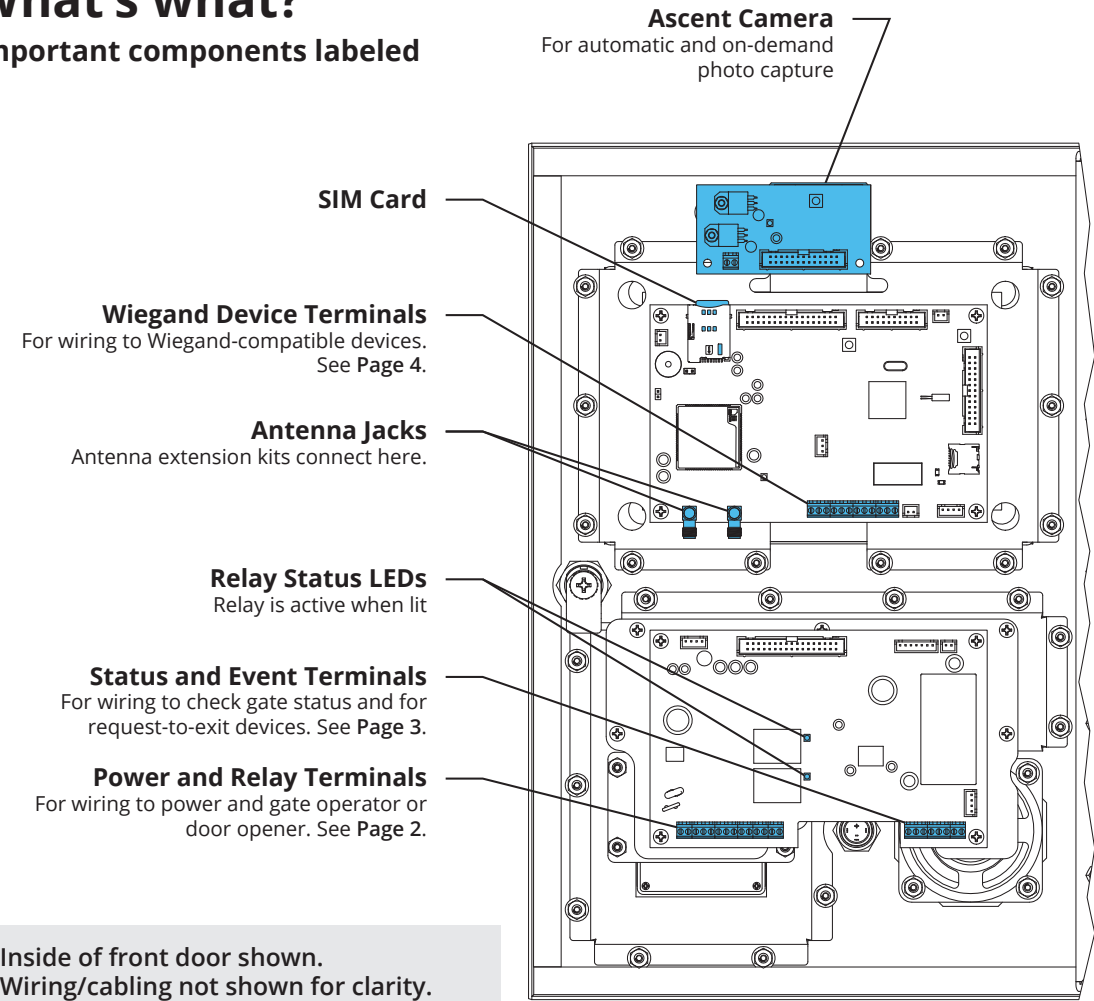 What's what?
mportant components labeled
Ascent Camera
For automatic and on-demand
photo capture
SIM Card
Wiegand Device Terminals
For wiring to Wiegand-compatible devices.
See Page 4.
Antenna Jacks
Antenna extension kits connect here.
Relay Status LEDs
Relay is active when lit
Status and Event Terminals
For wiring to check gate status and for
request-to-exit devices. See Page 3.
Power and Relay Terminals
For wiring to power and gate operator or
door opener. See Page 2.
Inside of front door shown.
Wiring/cabling not shown for clarity.